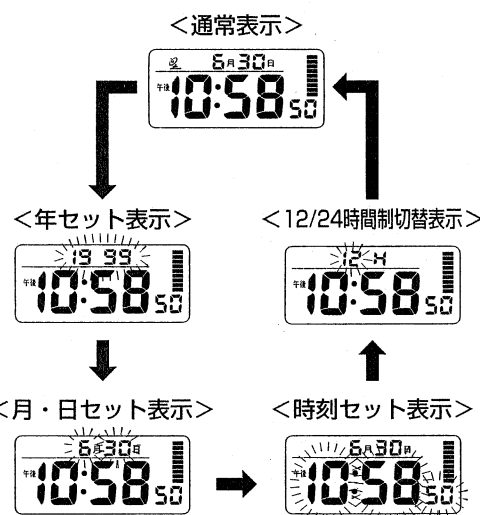 <通常表示>
6月30日
午後 10:58 50
<年セット表示>
19 99
午後 10:58 50
<12/24時間制切替表示>
12 H
午後 10:58 50
<月・日セット表示>
6月30日
午後 10:58 50
<時刻セット表示>
6月30日
午後 10:58 50